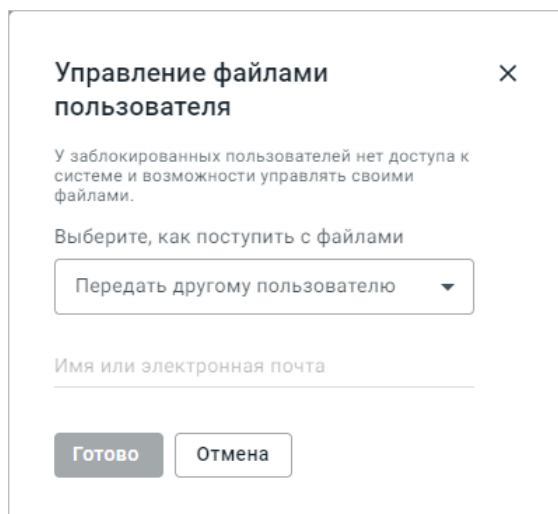 Управление файлами
пользователя
У заблокированных пользователей нет доступа к
системе и возможности управлять своими
файлами.
Выберите, как поступить с файлами
Передать другому пользователю
Имя или электронная почта
Готово Отмена